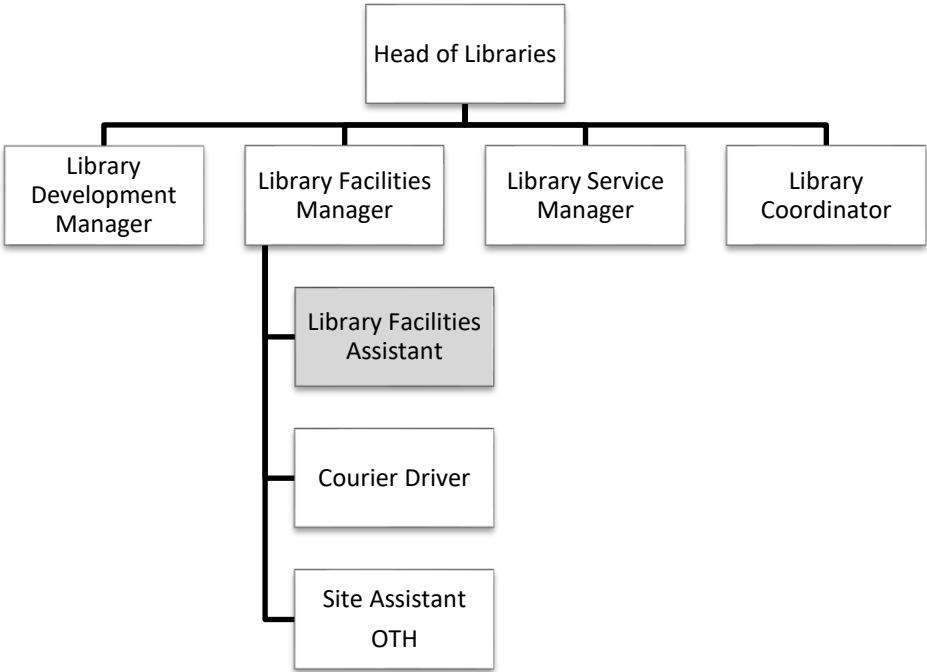 Head of Libraries
Library
Development
Manager
Library Facilities
Manager
Library Service
Manager
Library
Coordinator
Library Facilities
Assistant
Courier Driver
Site Assistant
OTH